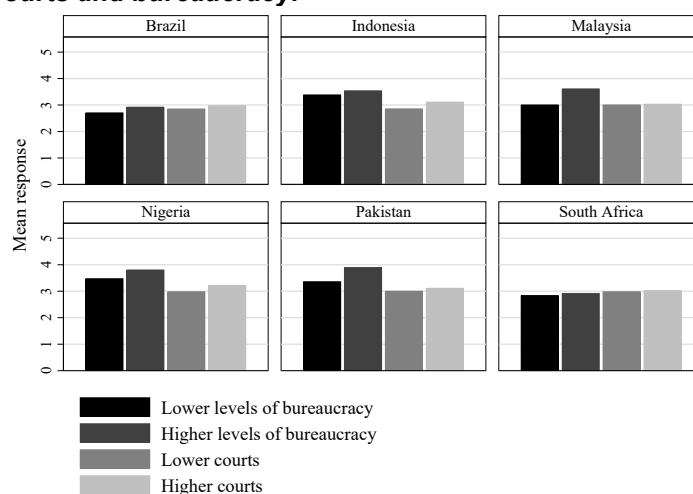 Brazil Indonesia Malaysia
5
4
3
2
1
0
Nigeria Pakistan South Africa
5
4
3
2
1
0
Mean response
Lower levels of bureaucracy
Higher levels of bureaucracy
Lower courts
Higher courts